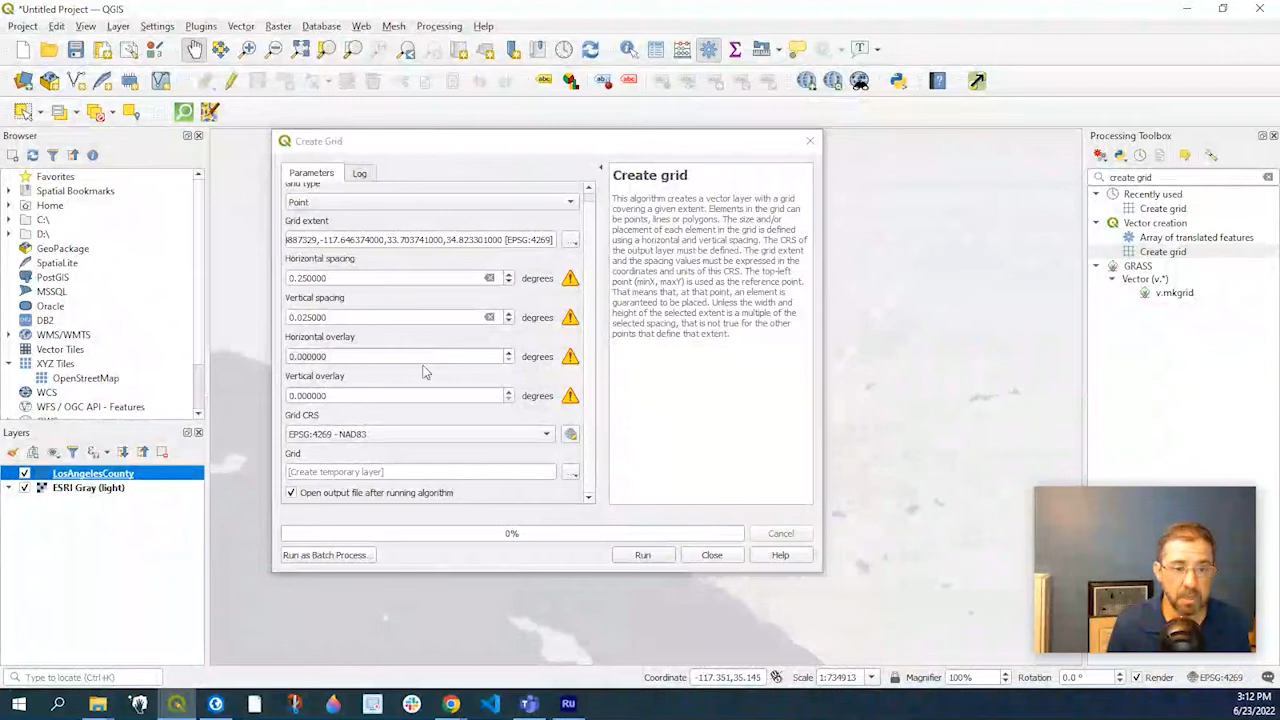 *Untitled Project — QGIS
Project Edit View Layer Settings Plugins Vector Raster Database Web Mesh Processing Help
Browser
Favorites
Spatial Bookmarks
Home
C:\
D:\
GeoPackage
SpatiaLite
PostGIS
MSSQL
Oracle
DB2
WMS/WMTS
Vector Tiles
XYZ Tiles
OpenStreetMap
WCS
WFS / OGC API - Features
Layers
LosAngelesCounty
ESRI Gray (light)
Create Grid
Parameters Log
Grid type
Point
Grid extent
887329,-117.646374000,33.703741000,34.823301000 [EPSG:4269]
Horizontal spacing
0.250000 degrees
Vertical spacing
0.025000 degrees
Horizontal overlay
0.000000 degrees
Vertical overlay
0.000000 degrees
Grid CRS
EPSG:4269 - NAD83
Grid
[Create temporary layer]
Open output file after running algorithm
Create grid
This algorithm creates a vector layer with a grid
covering a given extent. Elements in the grid can
be points, lines or polygons. The size and/or
placement of each element in the grid is
defined using a horizontal and vertical spacing. The CRS of
the output layer must be defined. The grid extent
and the spacing values must be expressed in the
coordinates and units of this CRS. The top-left
point (minX, maxY) is used as the reference point.
That means that, at that point, an element is
guaranteed to be placed. Unless the width and
height of the selected extent is a multiple of the
selected spacing, that is not true for the other
points that define that extent.
0% Cancel
Run as Batch Process... Run Close Help
Processing Toolbox
create grid
Recently used
Create grid
Vector creation
Array of translated features
Create grid
GRASS
Vector (v.*)
v.mkgrid
Type to locate (Ctrl+K) Coordinate -117.351,35.145 Scale 1:734913 Magnifier 100% Rotation 0.0 ° Render EPSG:4269
Ru
3:12 PM
6/23/2022